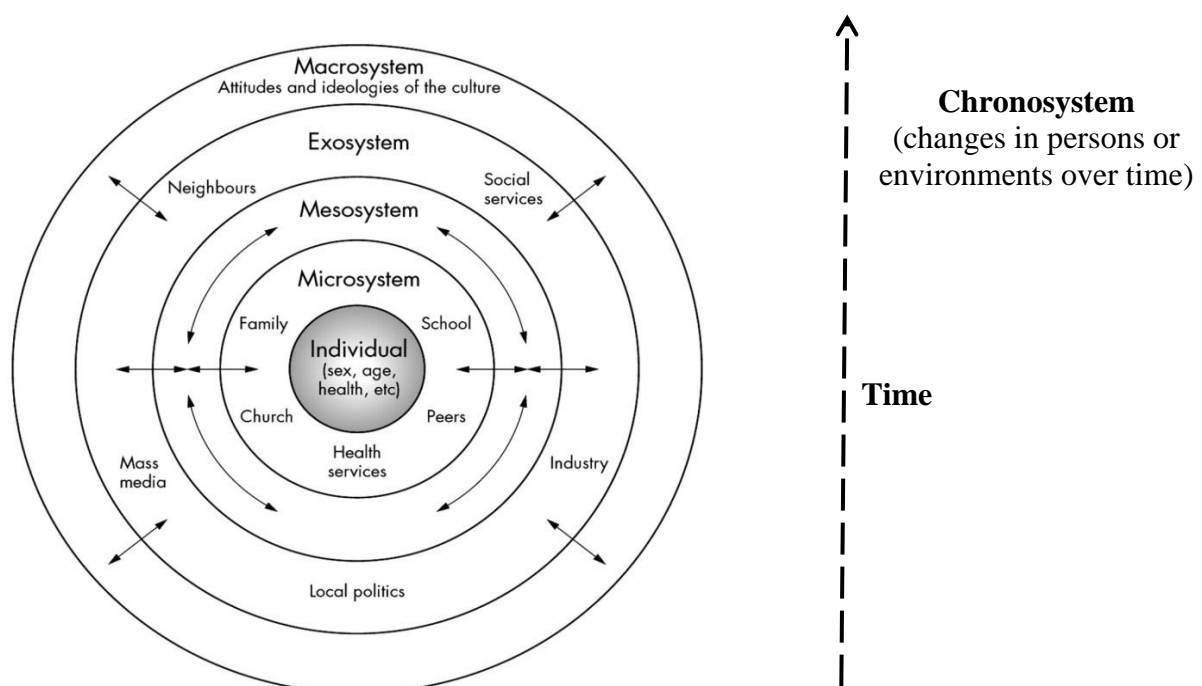 Macrosystem
Attitudes and ideologies of the culture
Exosystem
Neighbours
Social
services
Mesosystem
Microsystem
Family
School
Individual
(sex, age,
health, etc)
Church
Peers
Health
services
Mass
media
Industry
Local politics
Chronosystem
(changes in persons or
environments over time)
Time